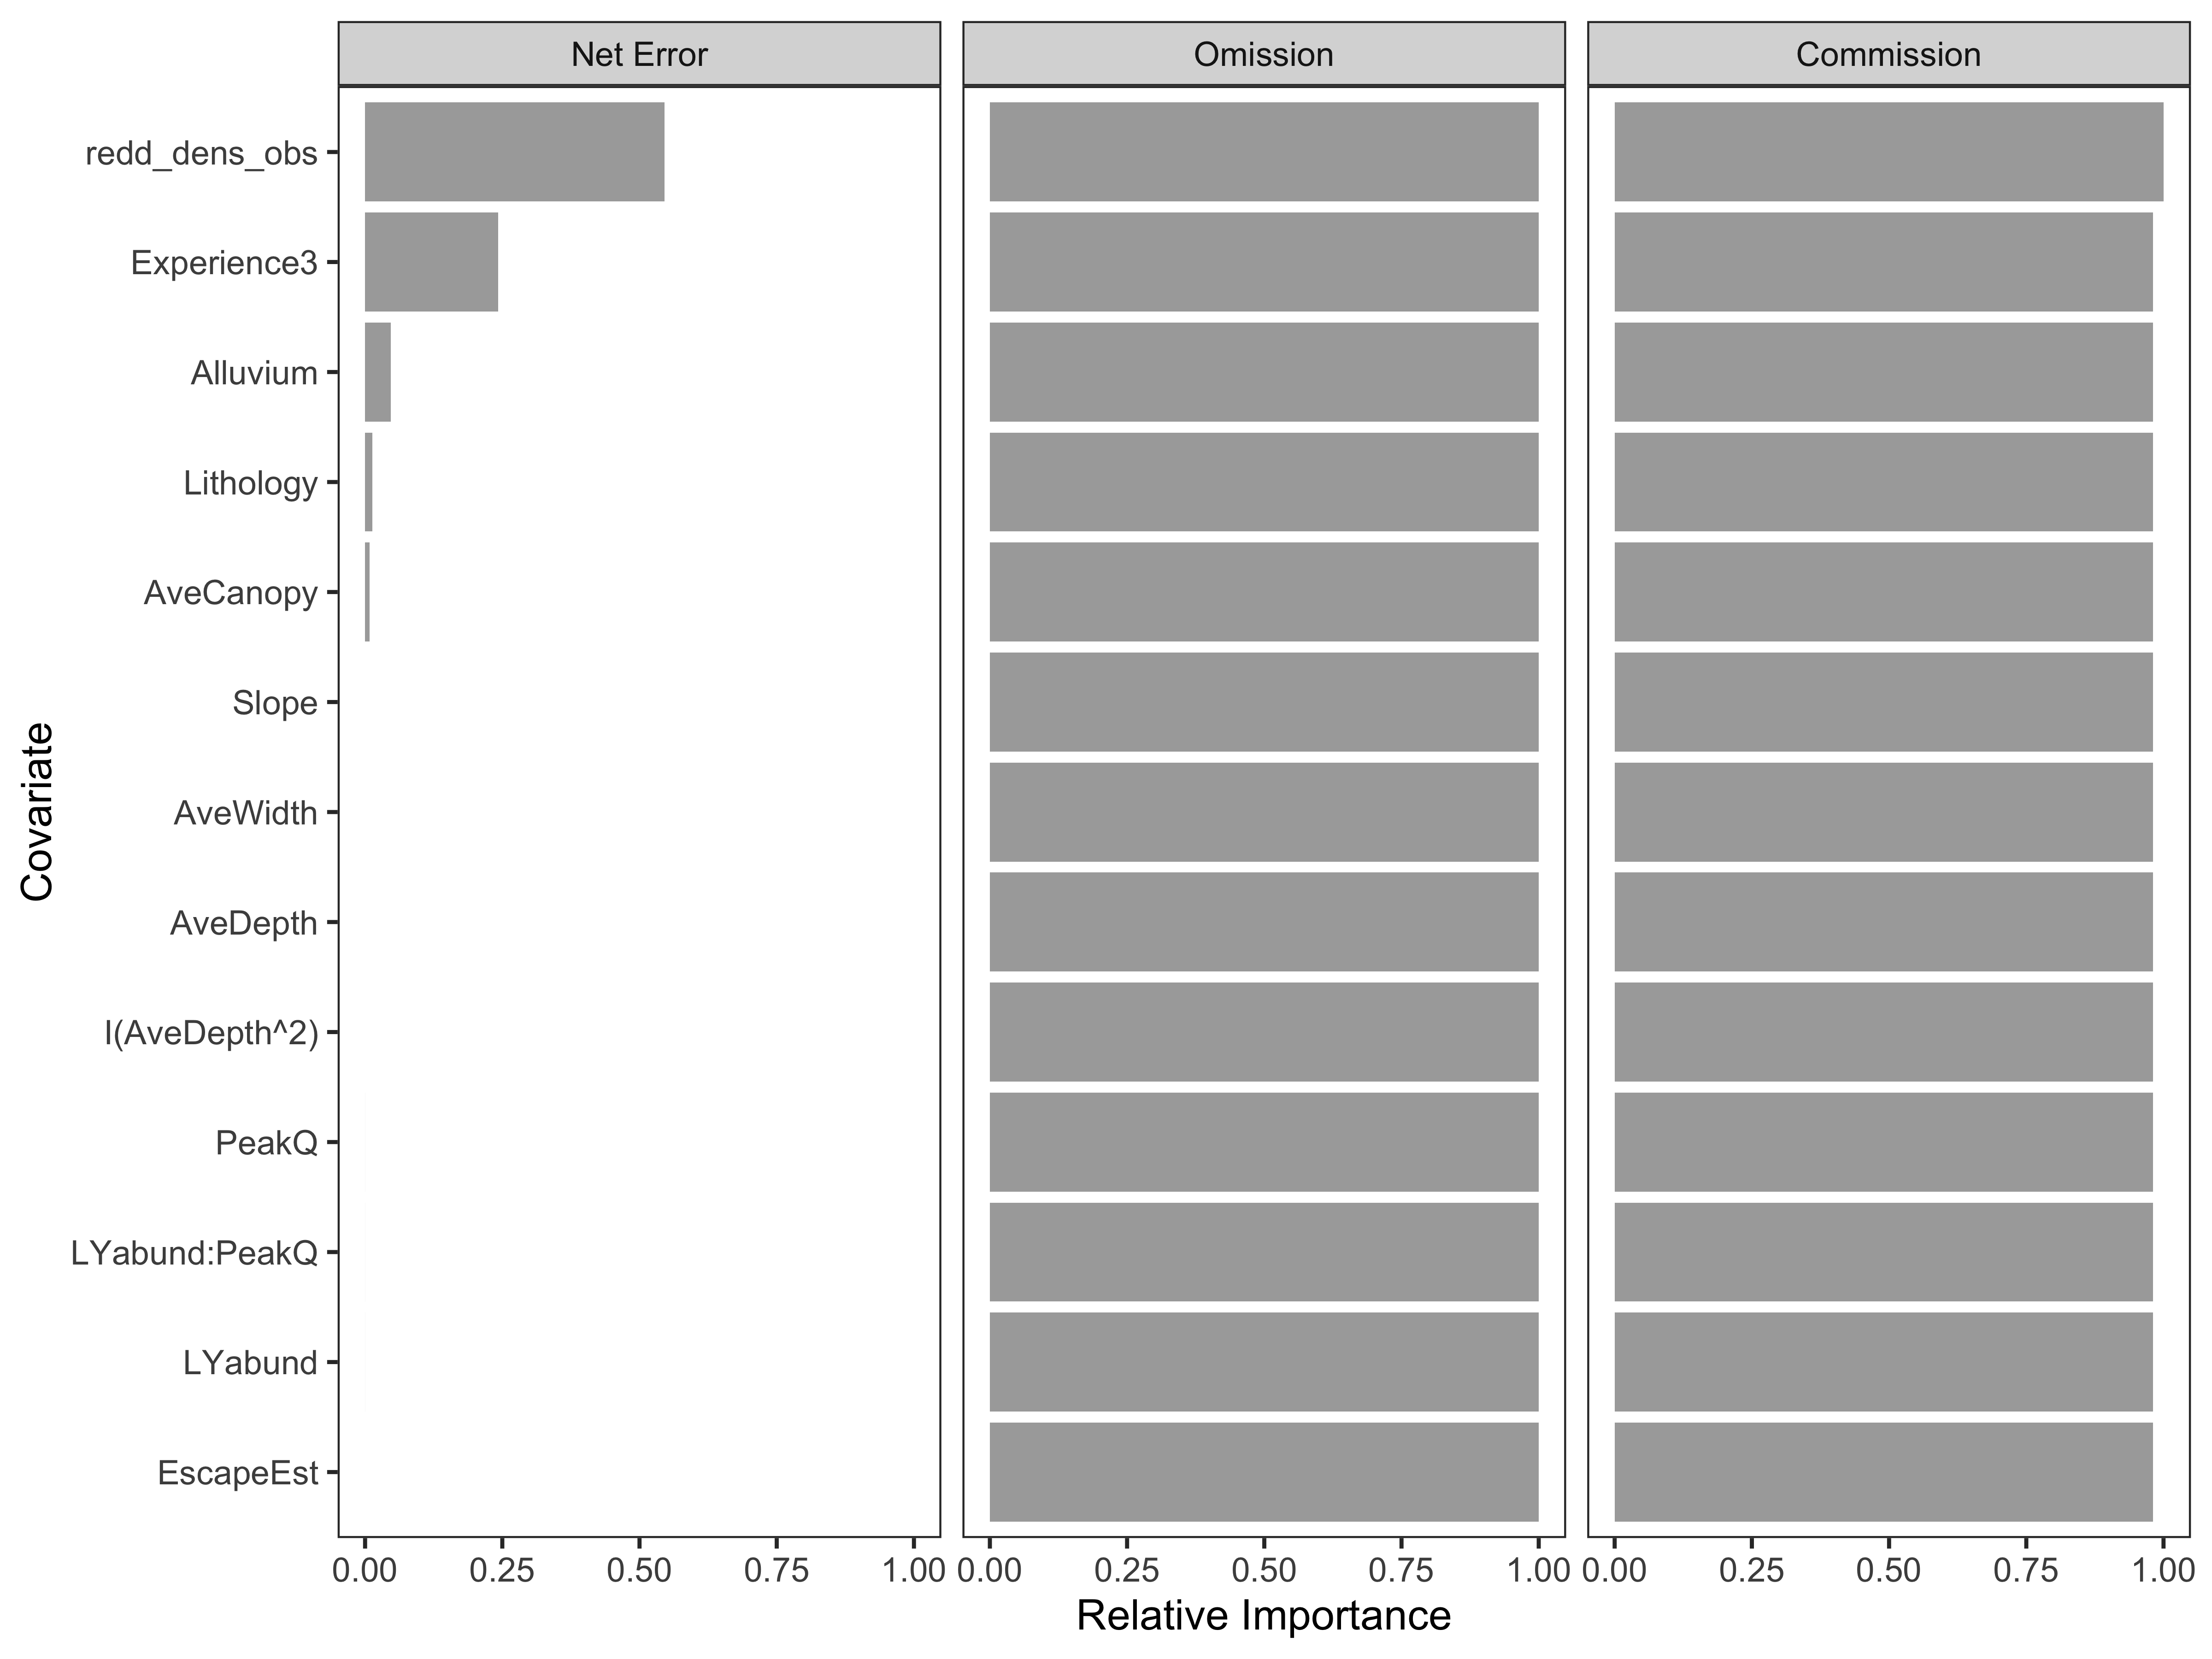 Net Error Omission Commission
redd_dens_obs
Experience3
Alluvium
Lithology
AveCanopy
Slope
AveWidth
AveDepth
I(AveDepth^2)
PeakQ
LYabund:PeakQ
LYabund
EscapeEst
Covariate
0.00 0.25 0.50 0.75 1.00 0.00 0.25 0.50 0.75 1.00 0.00 0.25 0.50 0.75 1.00
Relative Importance